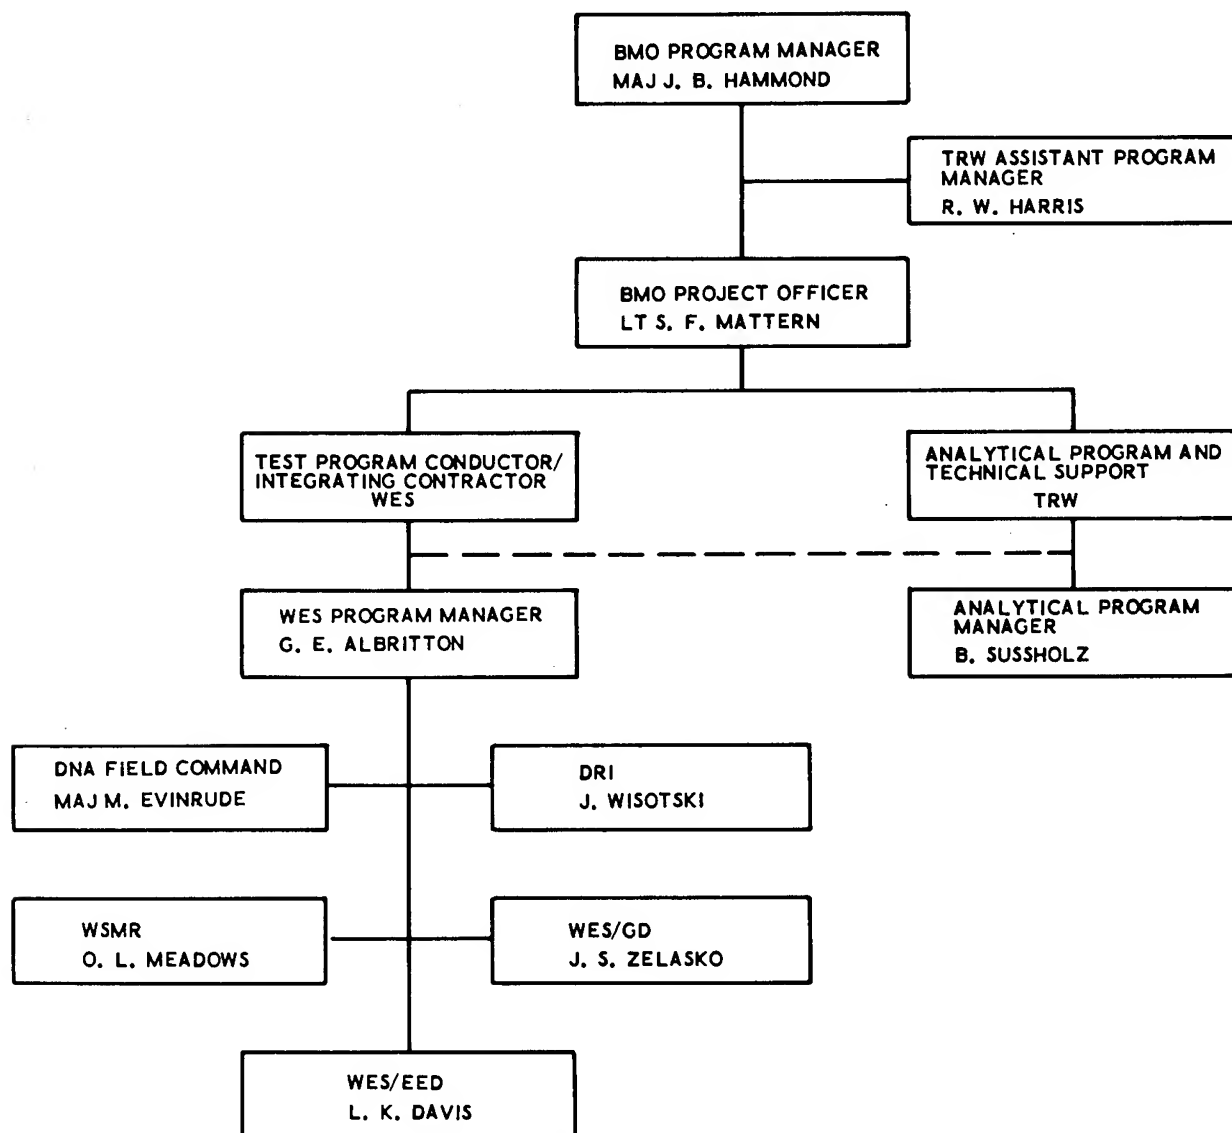 BMO PROGRAM MANAGER
MAJ J. B. HAMMOND
TRW ASSISTANT PROGRAM
MANAGER
R. W. HARRIS
BMO PROJECT OFFICER
LT S. F. MATTERN
TEST PROGRAM CONDUCTOR/
INTEGRATING CONTRACTOR
WES
ANALYTICAL PROGRAM AND
TECHNICAL SUPPORT
TRW
WES PROGRAM MANAGER
G. E. ALBRITTON
ANALYTICAL PROGRAM
MANAGER
B. SUSSHOLZ
DNA FIELD COMMAND
MAJ M. EVINRUDE
DRI
J. WISOTSKI
WSMR
O. L. MEADOWS
WES/GD
J. S. ZELASKO
WES/EED
L. K. DAVIS